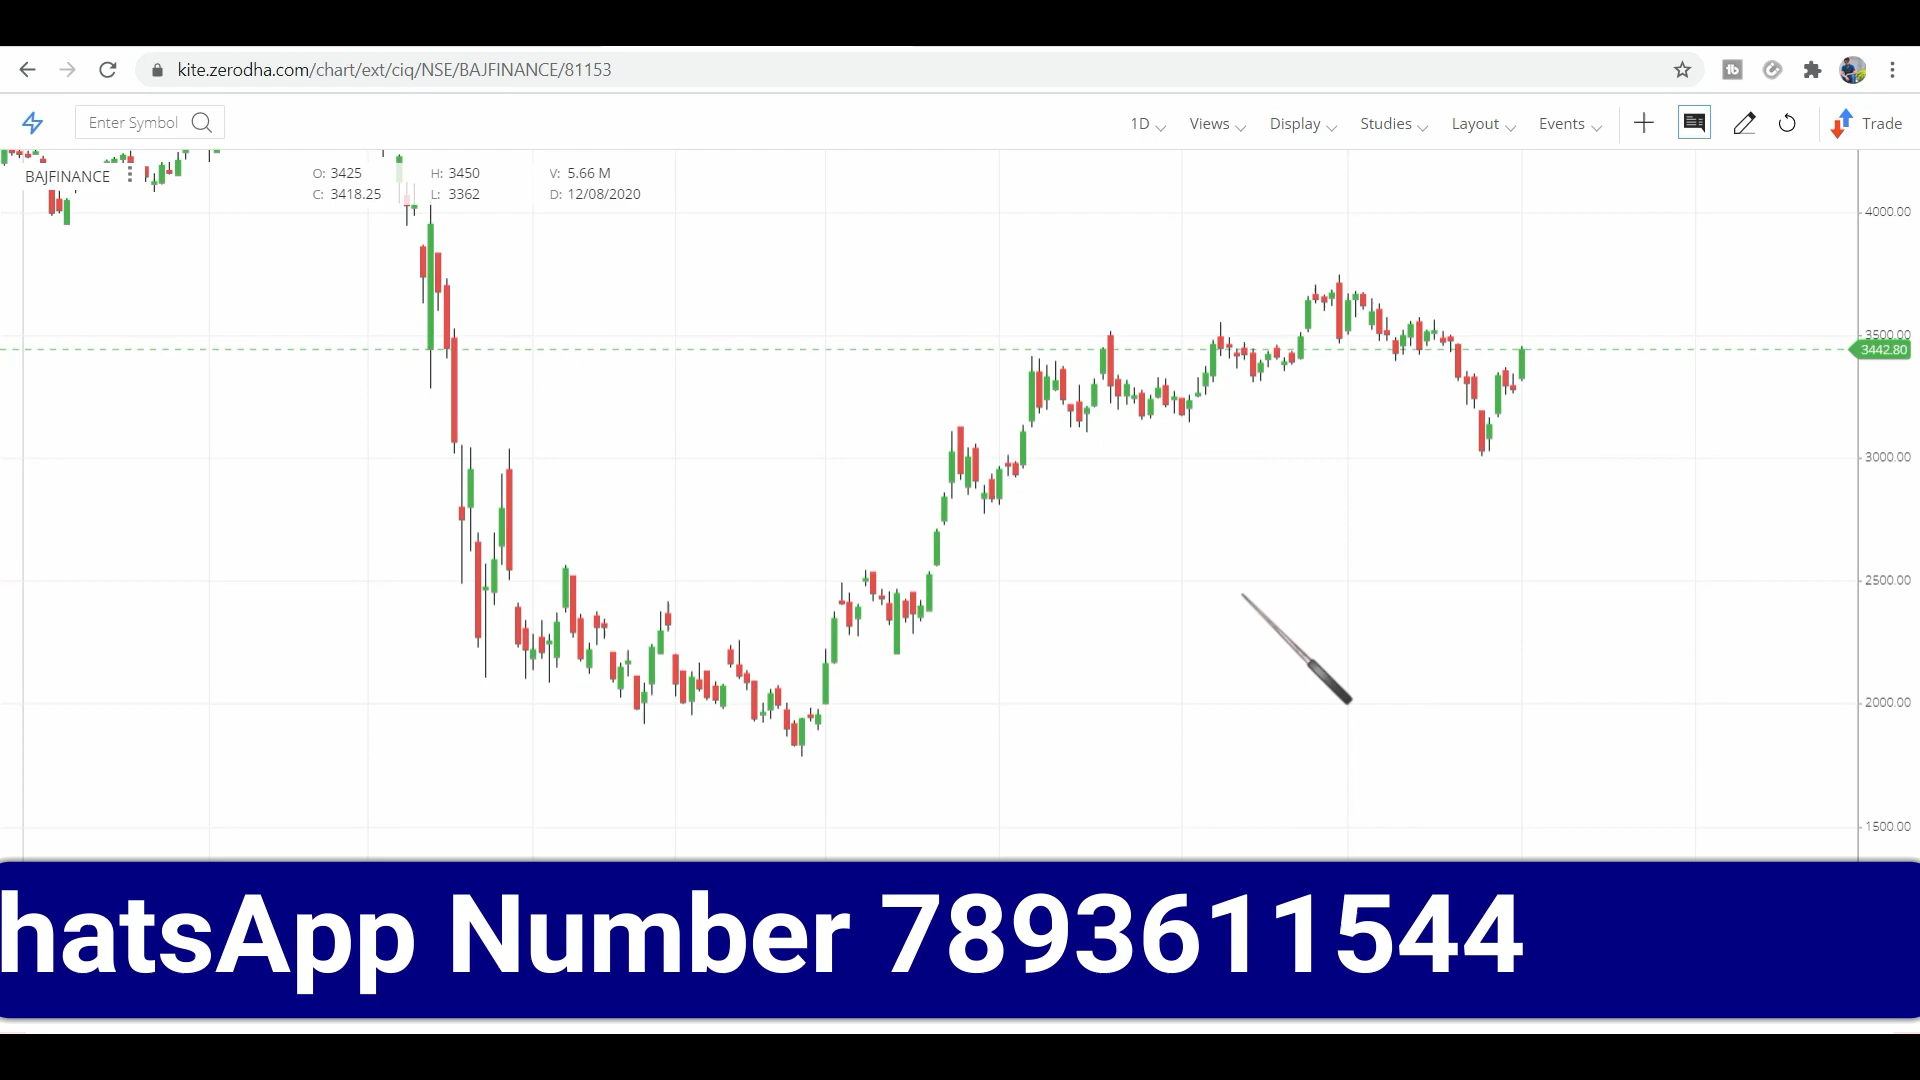 kite.zerodha.com/chart/ext/ciq/NSE/BAJFINANCE/81153
Enter Symbol
1D Views Display Studies Layout Events Trade
BAJFINANCE
O: 3425 H: 3450 V: 5.66 M
C: 3418.25 L: 3362 D: 12/08/2020
4000.00
3500.00
3442.80
3000.00
2500.00
2000.00
1500.00
hatsApp Number 7893611544